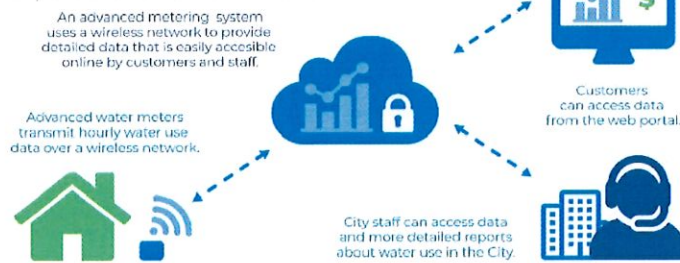 An advanced metering system
uses a wireless network to provide
detailed data that is easily accesible
online by customers and staff.
$
Customers
can access data
from the web portal.
Advanced water meters
transmit hourly water use
data over a wireless network.
City staff can access data
and more detailed reports
about water use in the City.